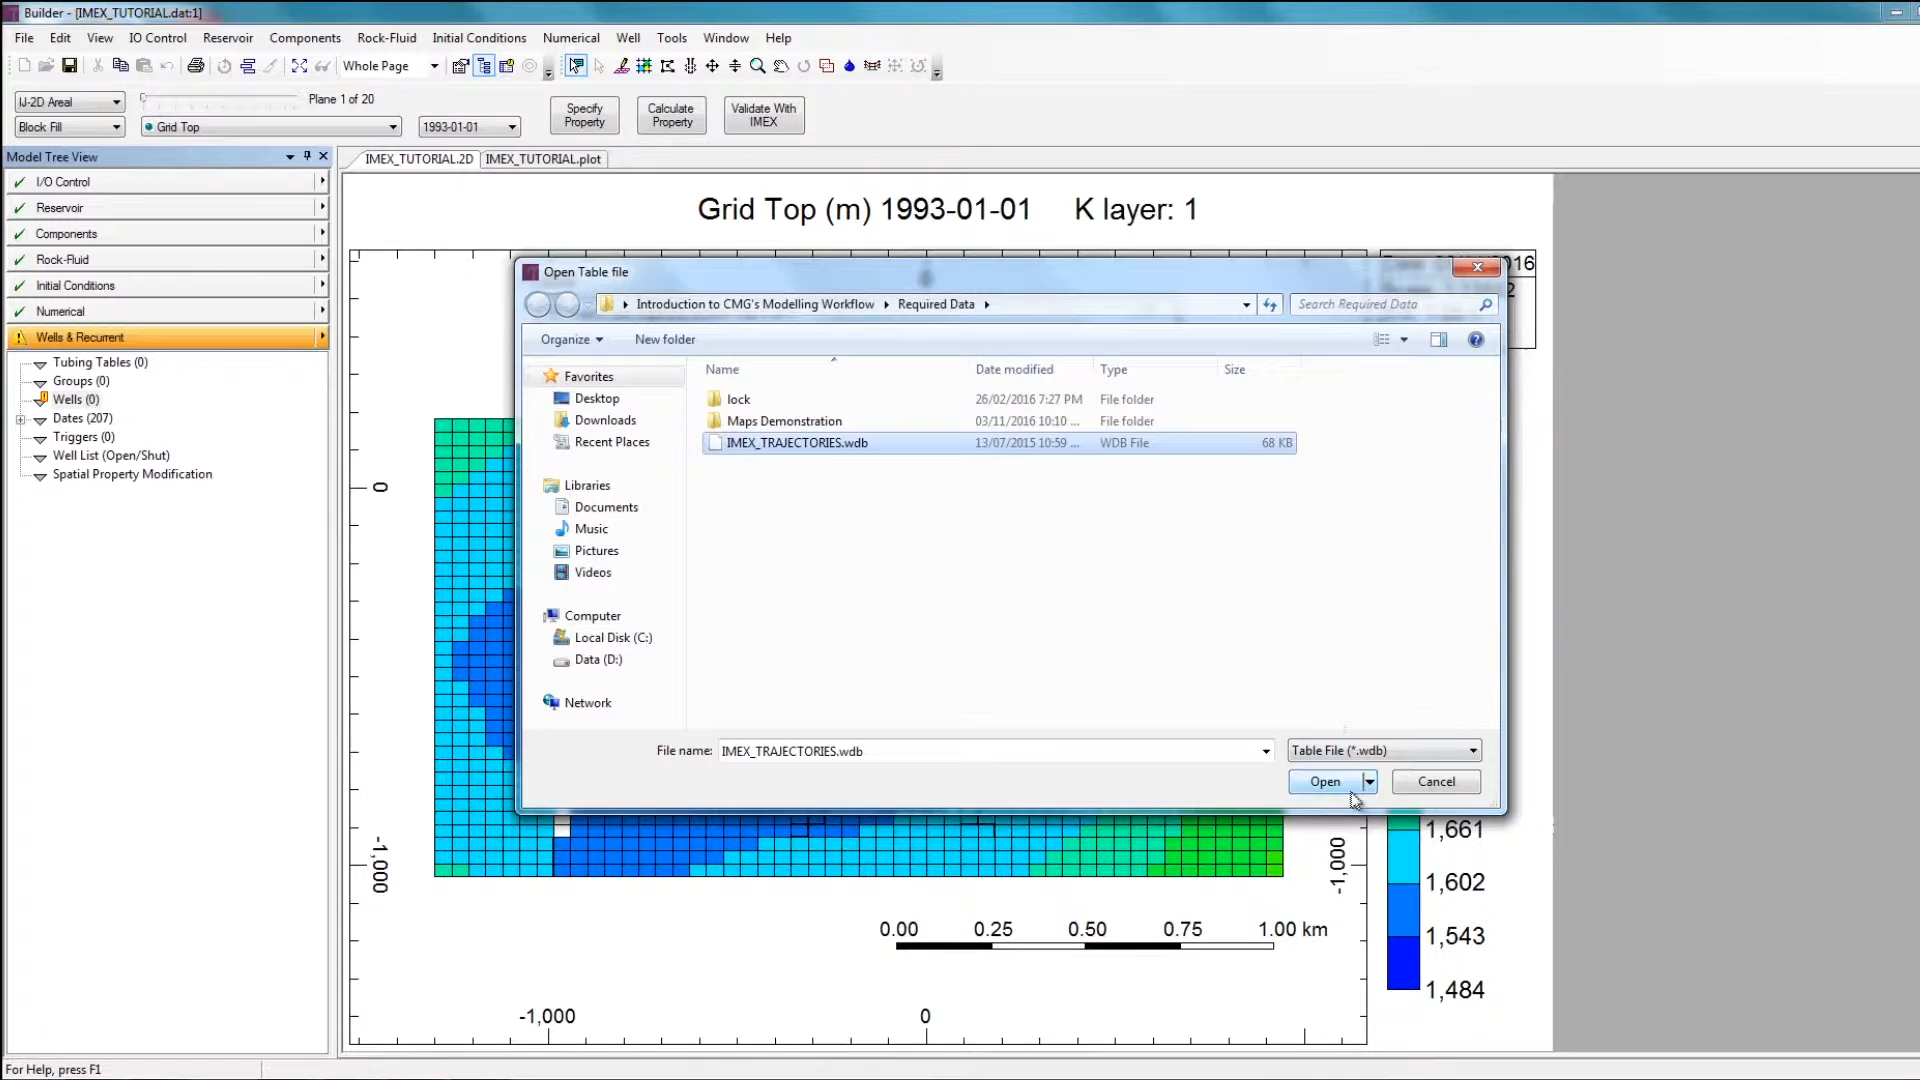 Builder - [IMEX_TUTORIAL.dat:1]
File Edit View IO Control Reservoir Components Rock-Fluid Initial Conditions Numerical Well Tools Window Help
Whole Page
IJ-2D Areal
Plane 1 of 20
Block Fill
Grid Top
1993-01-01
Specify Property
Calculate Property
Validate With IMEX
Model Tree View
IMEX_TUTORIAL.2D IMEX_TUTORIAL.plot
I/O Control
Reservoir
Components
Rock-Fluid
Initial Conditions
Numerical
Wells & Recurrent
Tubing Tables (0)
Groups (0)
Wells (0)
Dates (207)
Triggers (0)
Well List (Open/Shut)
Spatial Property Modification
Grid Top (m) 1993-01-01 K layer: 1
Open Table file
Introduction to CMG's Modelling Workflow Required Data
Search Required Data
Organize New folder
Favorites
Desktop
Downloads
Recent Places
Libraries
Documents
Music
Pictures
Videos
Computer
Local Disk (C:)
Data (D:)
Network
Name Date modified Type Size
lock 26/02/2016 7:27 PM File folder
Maps Demonstration 03/11/2016 10:10 ... File folder
IMEX_TRAJECTORIES.wdb 13/07/2015 10:59 ... WDB File 68 KB
File name: IMEX_TRAJECTORIES.wdb
Table File (*.wdb)
Open Cancel
0
-1,000
-1,000
0.00 0.25 0.50 0.75 1.00 km
-1,000 0
1,661
1,602
1,543
1,484
For Help, press F1